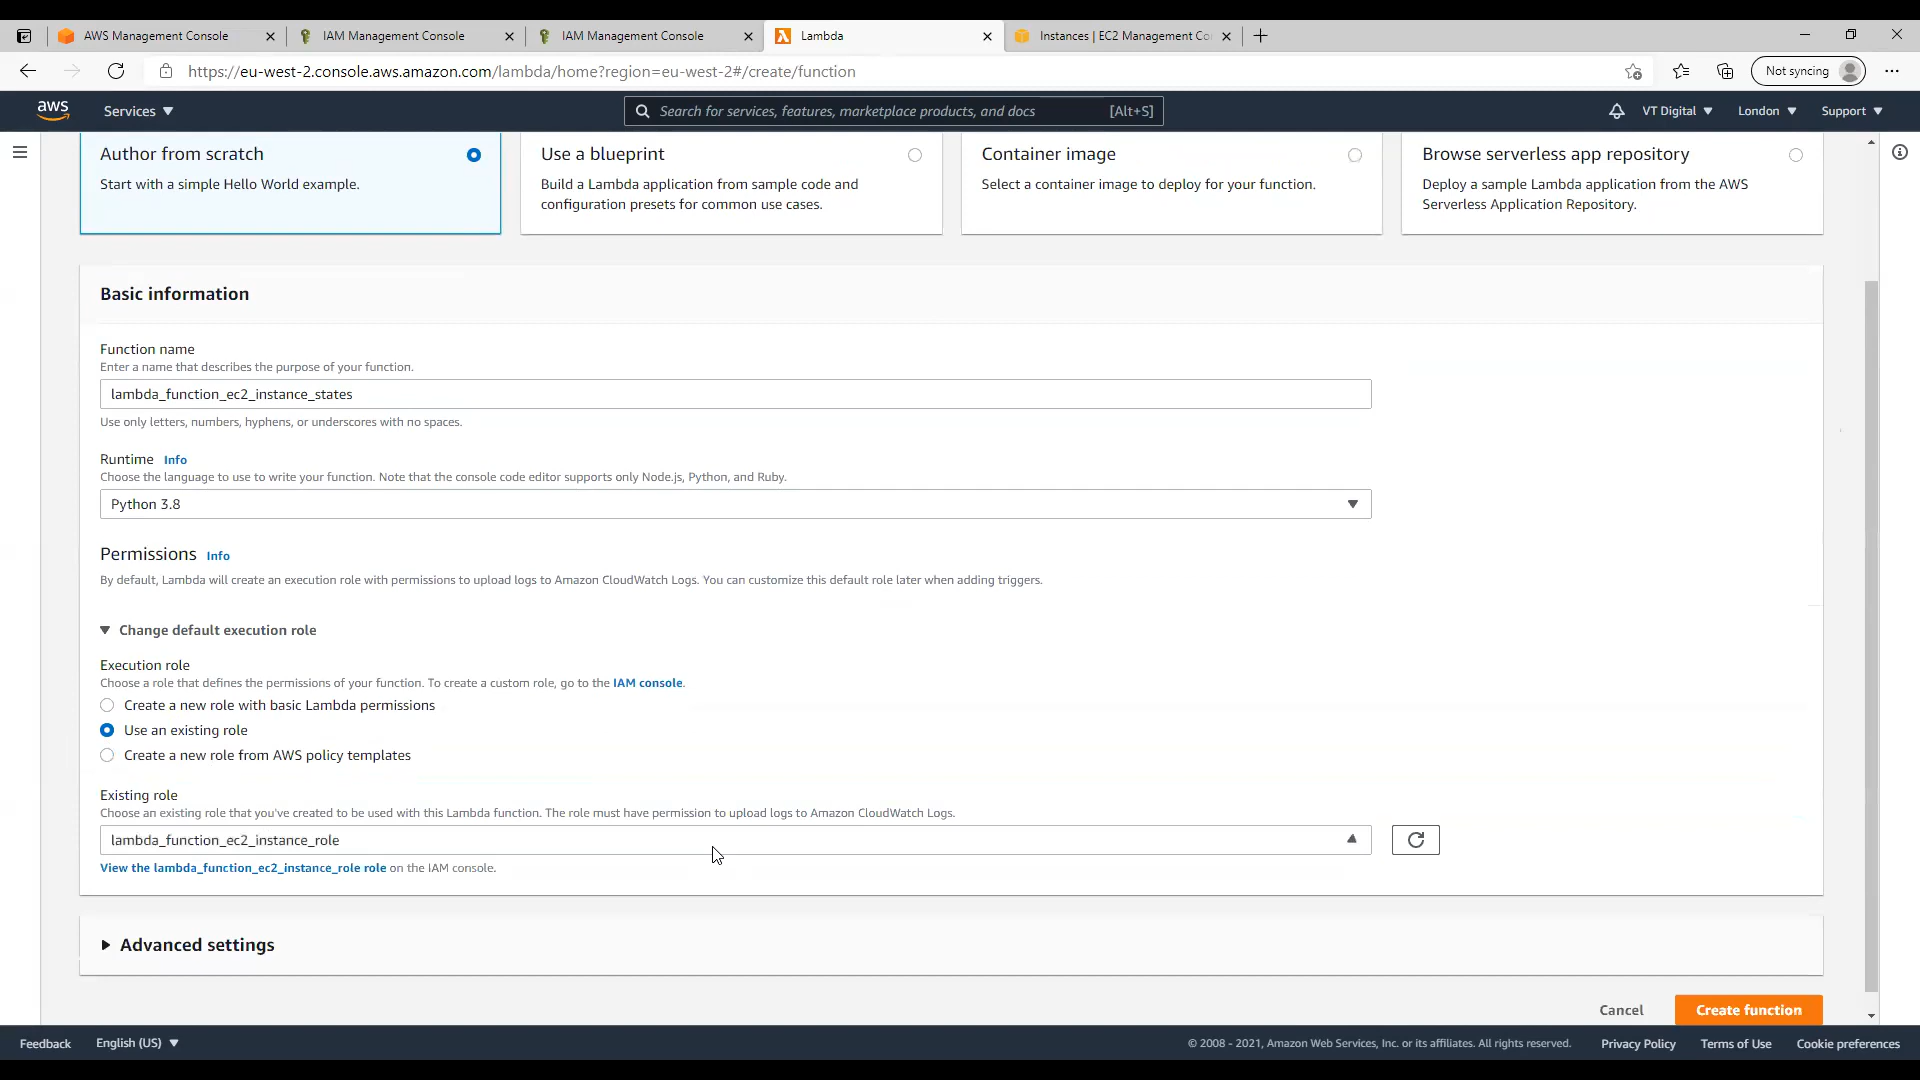 AWS Management Console
IAM Management Console
IAM Management Console
Lambda
Instances | EC2 Management Co
https://eu-west-2.console.aws.amazon.com/lambda/home?region=eu-west-2#/create/function
Not syncing
aws
Services
Search for services, features, marketplace products, and docs
[Alt+S]
VT Digital
London
Support
Author from scratch
Start with a simple Hello World example.
Use a blueprint
Build a Lambda application from sample code and
configuration presets for common use cases.
Container image
Select a container image to deploy for your function.
Browse serverless app repository
Deploy a sample Lambda application from the AWS
Serverless Application Repository.
Basic information
Function name
Enter a name that describes the purpose of your function.
lambda_function_ec2_instance_states
Use only letters, numbers, hyphens, or underscores with no spaces.
Runtime Info
Choose the language to use to write your function. Note that the console code editor supports only Node.js, Python, and Ruby.
Python 3.8
Permissions Info
By default, Lambda will create an execution role with permissions to upload logs to Amazon CloudWatch Logs. You can customize this default role later when adding triggers.
Change default execution role
Execution role
Choose a role that defines the permissions of your function. To create a custom role, go to the IAM console.
Create a new role with basic Lambda permissions
Use an existing role
Create a new role from AWS policy templates
Existing role
Choose an existing role that you've created to be used with this Lambda function. The role must have permission to upload logs to Amazon CloudWatch Logs.
lambda_function_ec2_instance_role
View the lambda_function_ec2_instance_role role on the IAM console.
Advanced settings
Cancel
Create function
Feedback
English (US)
© 2008 - 2021, Amazon Web Services, Inc. or its affiliates. All rights reserved.
Privacy Policy
Terms of Use
Cookie preferences